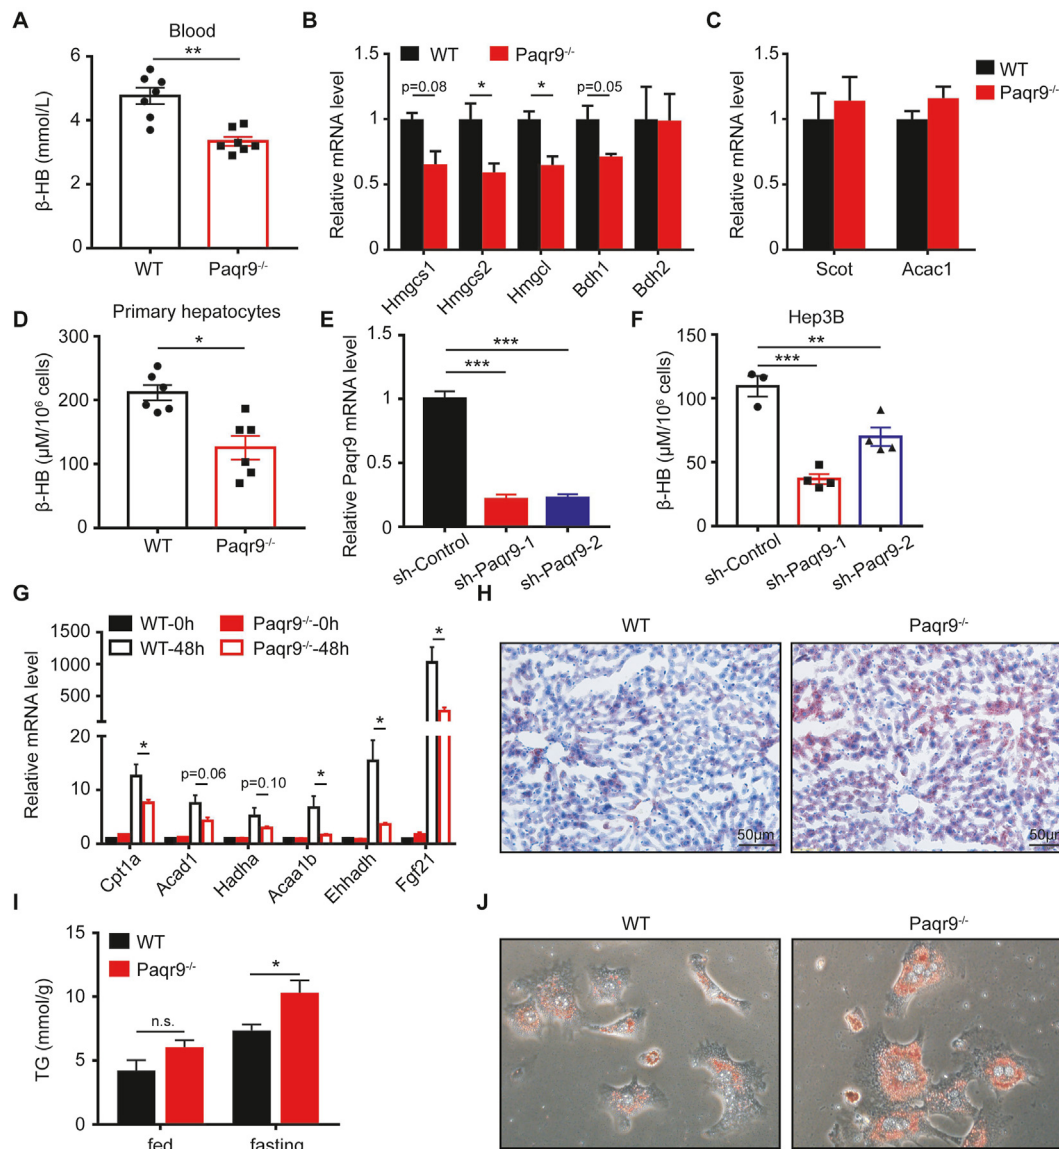 A
Blood
**
β-HB (mmol/L)
6
4
2
0
WT
Paqr9-/-
B
WT
Paqr9-/-
Relative mRNA level
1.5
1
0.5
0
p=0.08
*
*
p=0.05
Hmgcs1
Hmgcs2
Hmgcl
Bdh1
Bdh2
C
WT
Paqr9-/-
Relative mRNA level
1.5
1
0.5
0
Scot
Acac1
D
Primary hepatocytes
*
β-HB (μM/10⁶ cells)
300
200
100
0
WT
Paqr9-/-
E
Relative Paqr9 mRNA level
1.5
1
0.5
0
***
***
sh-Control
sh-Paqr9-1
sh-Paqr9-2
F
Hep3B
**
***
β-HB (μM/10⁶ cells)
150
100
50
0
sh-Control
sh-Paqr9-1
sh-Paqr9-2
G
WT-0h
Paqr9-/--0h
WT-48h
Paqr9-/--48h
Relative mRNA level
1500
1000
500
20
10
0
*
p=0.06
p=0.10
*
*
*
Cpt1a
Acad1
Hadha
Acaa1b
Ehhadh
Fgf21
H
WT
Paqr9-/-
50μm
50μm
I
WT
Paqr9-/-
TG (mmol/g)
15
10
5
0
n.s.
*
fed
fasting
J
WT
Paqr9-/-